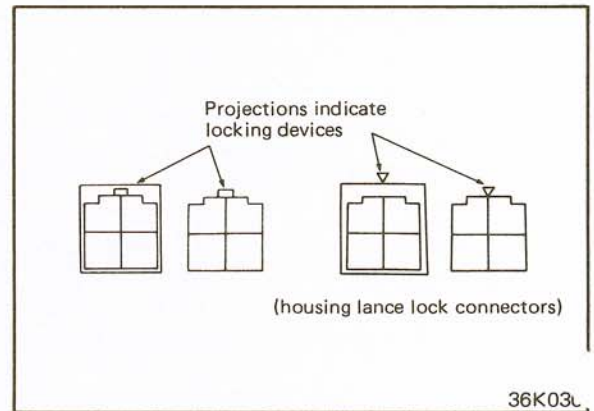 Projections indicate
locking devices
(housing lance lock connectors)